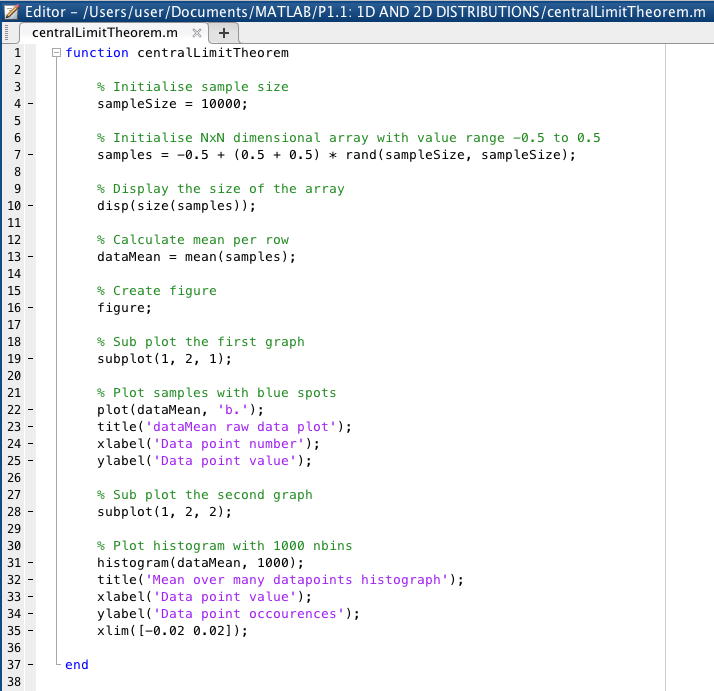 Editor – /Users/user/Documents/MATLAB/P1.1: 1D AND 2D DISTRIBUTIONS/centralLimitTheorem.m
centralLimitTheorem.m × +
1 function centralLimitTheorem
2
3 % Initialise sample size
4 – sampleSize = 10000;
5
6 % Initialise NxN dimensional array with value range −0.5 to 0.5
7 – samples = −0.5 + (0.5 + 0.5) * rand(sampleSize, sampleSize);
8
9 % Display the size of the array
10 – disp(size(samples));
11
12 % Calculate mean per row
13 – dataMean = mean(samples);
14
15 % Create figure
16 – figure;
17
18 % Sub plot the first graph
19 – subplot(1, 2, 1);
20
21 % Plot samples with blue spots
22 – plot(dataMean, 'b.');
23 – title('dataMean raw data plot');
24 – xlabel('Data point number');
25 – ylabel('Data point value');
26
27 % Sub plot the second graph
28 – subplot(1, 2, 2);
29
30 % Plot histogram with 1000 nbins
31 – histogram(dataMean, 1000);
32 – title('Mean over many datapoints histograph');
33 – xlabel('Data point value');
34 – ylabel('Data point occourences');
35 – xlim([−0.02 0.02]);
36
37 – end
38